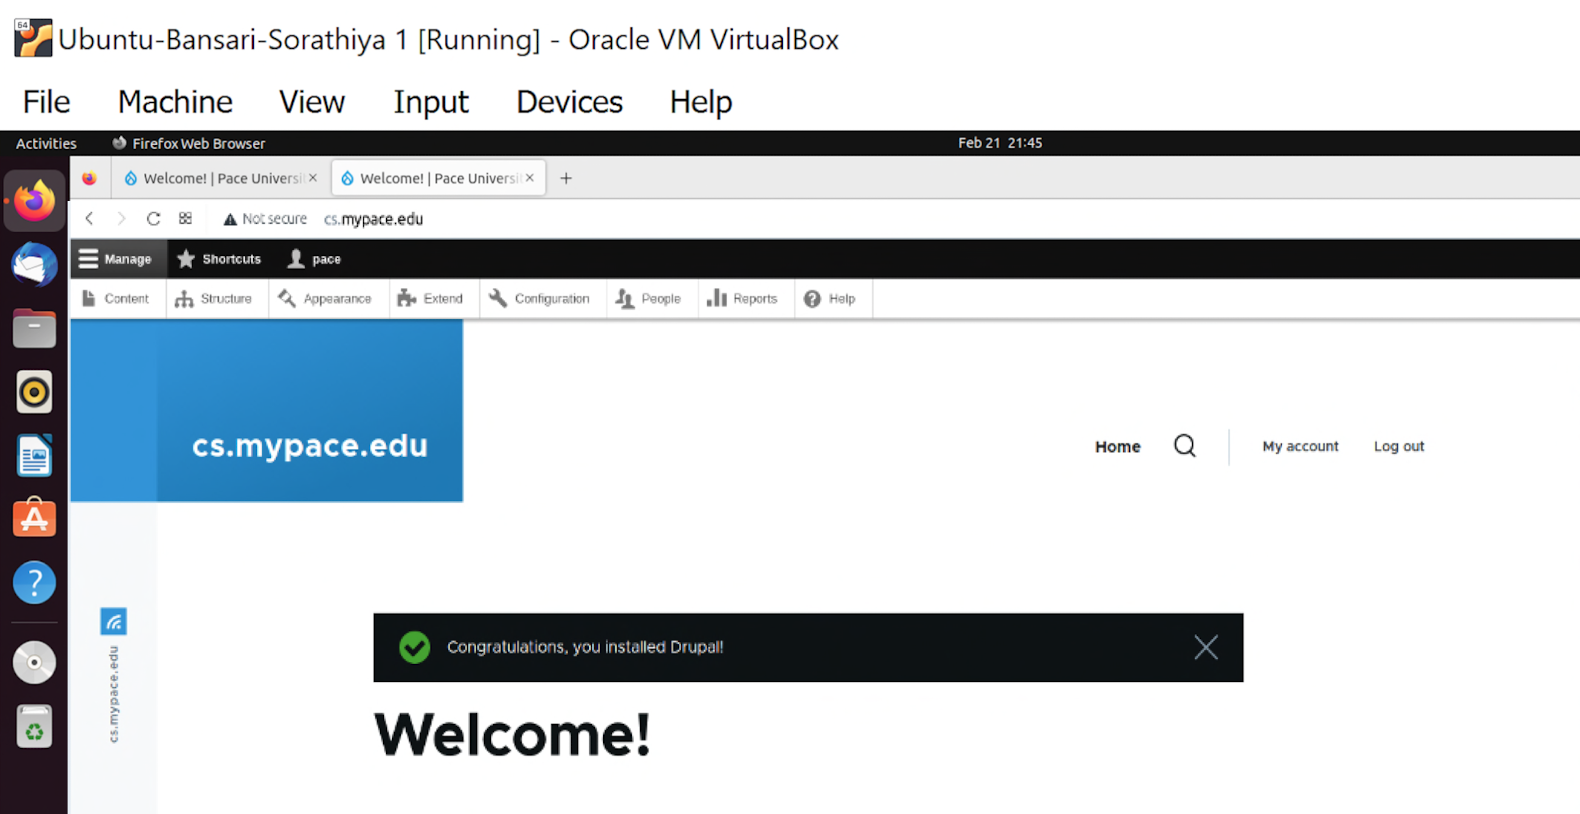 64
Ubuntu-Bansari-Sorathiya 1 [Running] - Oracle VM VirtualBox
File Machine View Input Devices Help
Activities Firefox Web Browser Feb 21 21:45
Welcome! | Pace Universit × Welcome! | Pace Universit × +
Not secure cs.mypace.edu
Manage Shortcuts pace
Content Structure Appearance Extend Configuration People Reports Help
cs.mypace.edu
Home My account Log out
cs.mypace.edu
Congratulations, you installed Drupal!
Welcome!